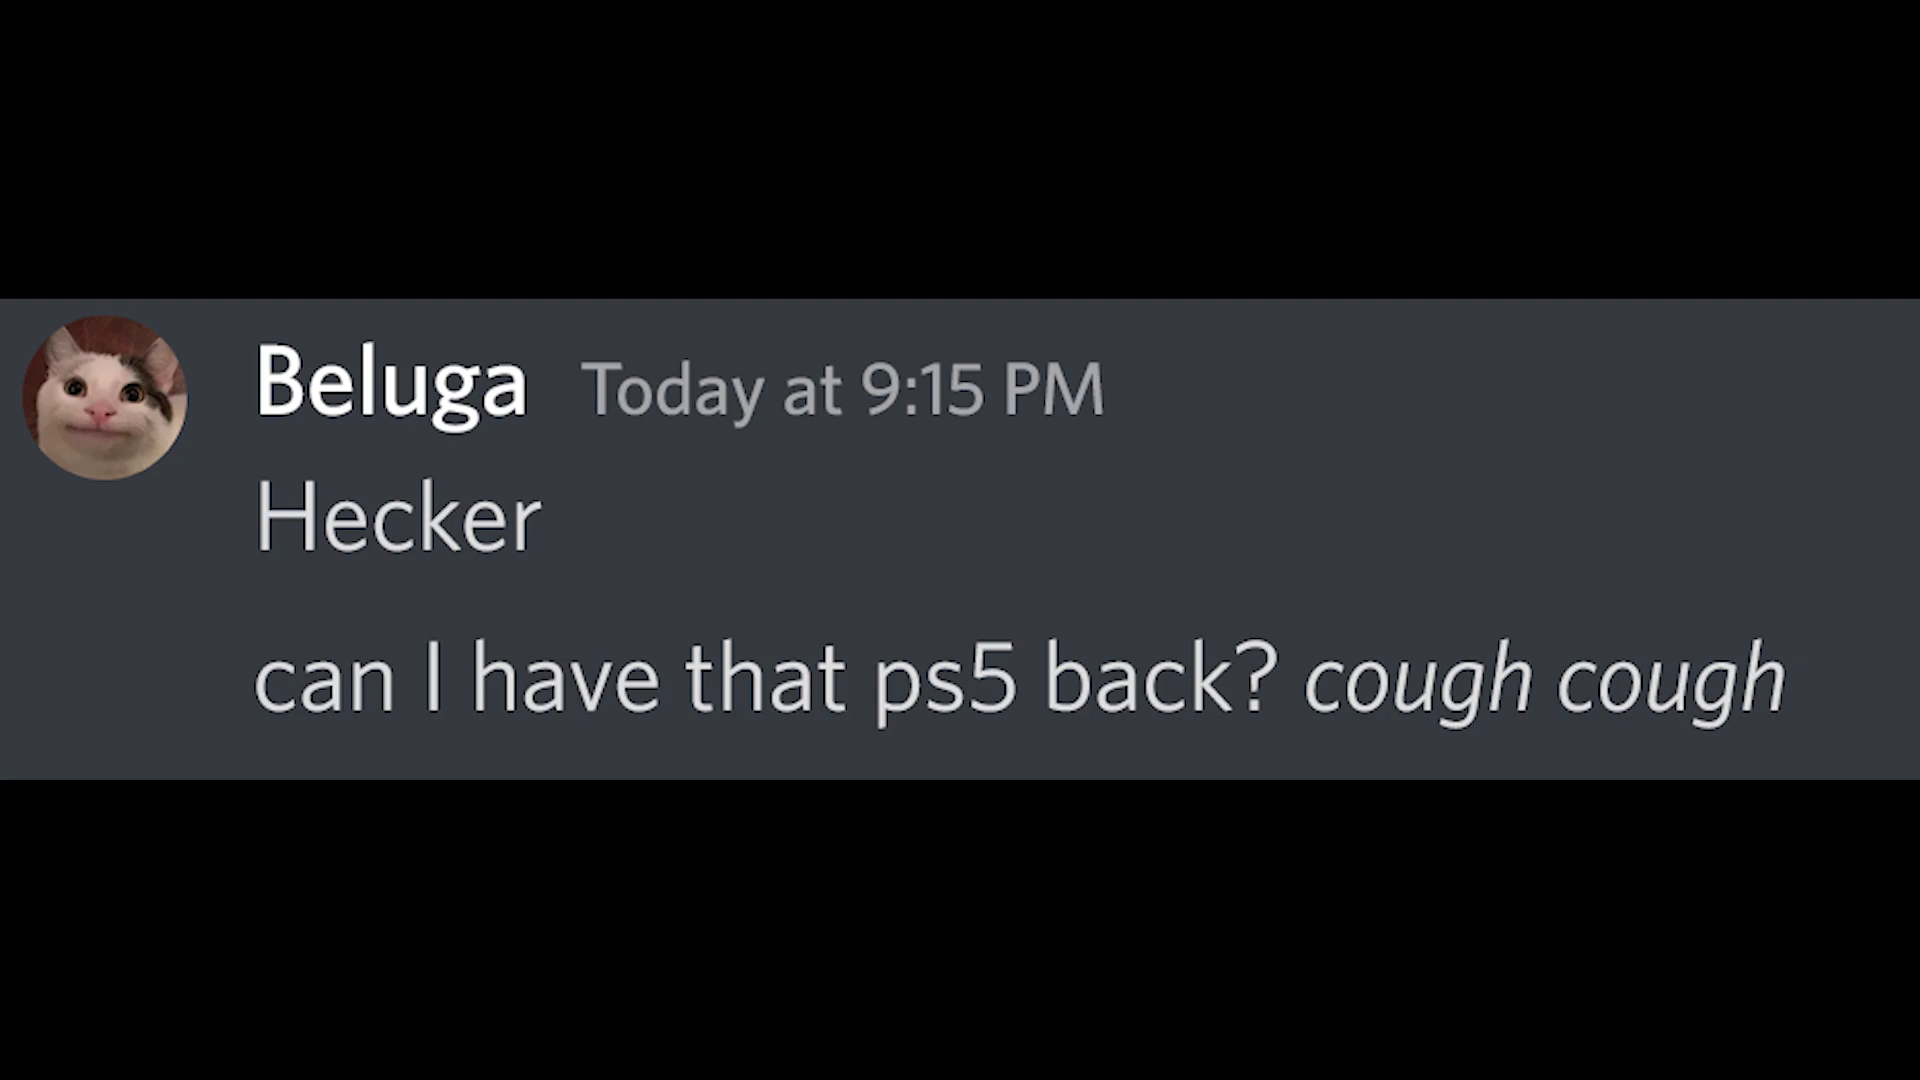 Beluga Today at 9:15 PM
Hecker
can I have that ps5 back? cough cough